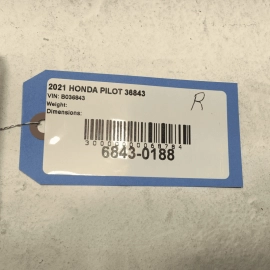 2021 HONDA PILOT 36843
VIN: B036843
Weight:
Dimensions:
R
6843-0188